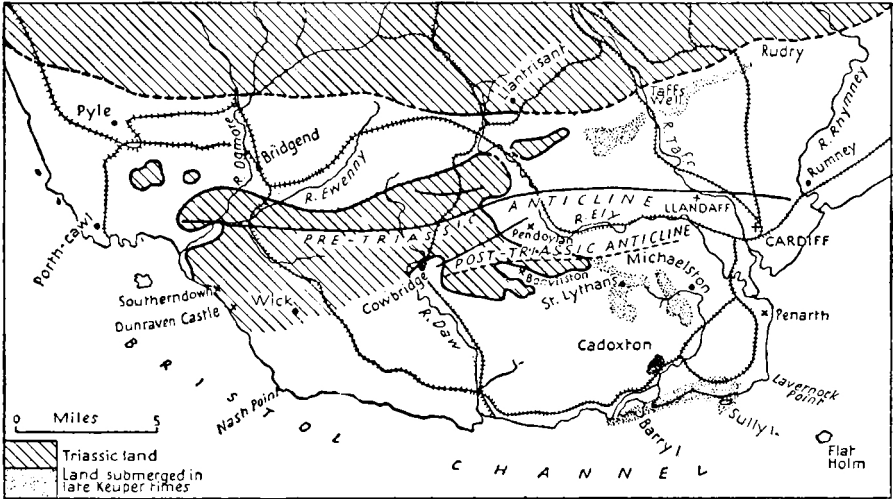 Rudry
Llantrisant
Taffs
Well
Pyle
R. Rhymney
R. Taff
R. Ogmore
Bridgend
Rumney
R. Ewenny
LLANDAFF
PRE-TRIASSIC ANTICLINE
R. Ely
Porth-cawl
Pendoylan
CARDIFF
POST-TRIASSIC ANTICLINE
Michaelston
Bonvilston
St. Lythans
Southerndown
Wick
Cowbridge
Dunraven Castle
R. Daw
Penarth
Cadoxton
Lavernock
Point
Nash Point
Sully I.
Barry I
Flat
Holm
BRISTOL
CHANNEL
0 Miles 5
Triassic land
Land submerged in
late Keuper times